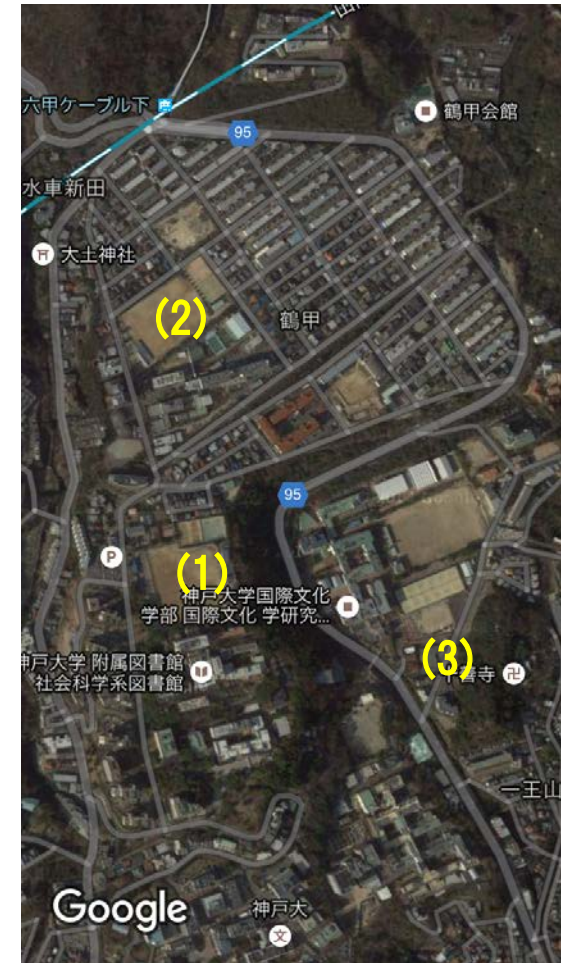 六甲ケーブル下
95
鶴甲会館
水車新田
大土神社
(2)
鶴甲
95
P
(1)
神戸大学国際文化
学部 国際文化 学研究...
神戸大学 附属図書館
社会科学系図書館
(3)
善寺
一王山
Google
神戸大
文